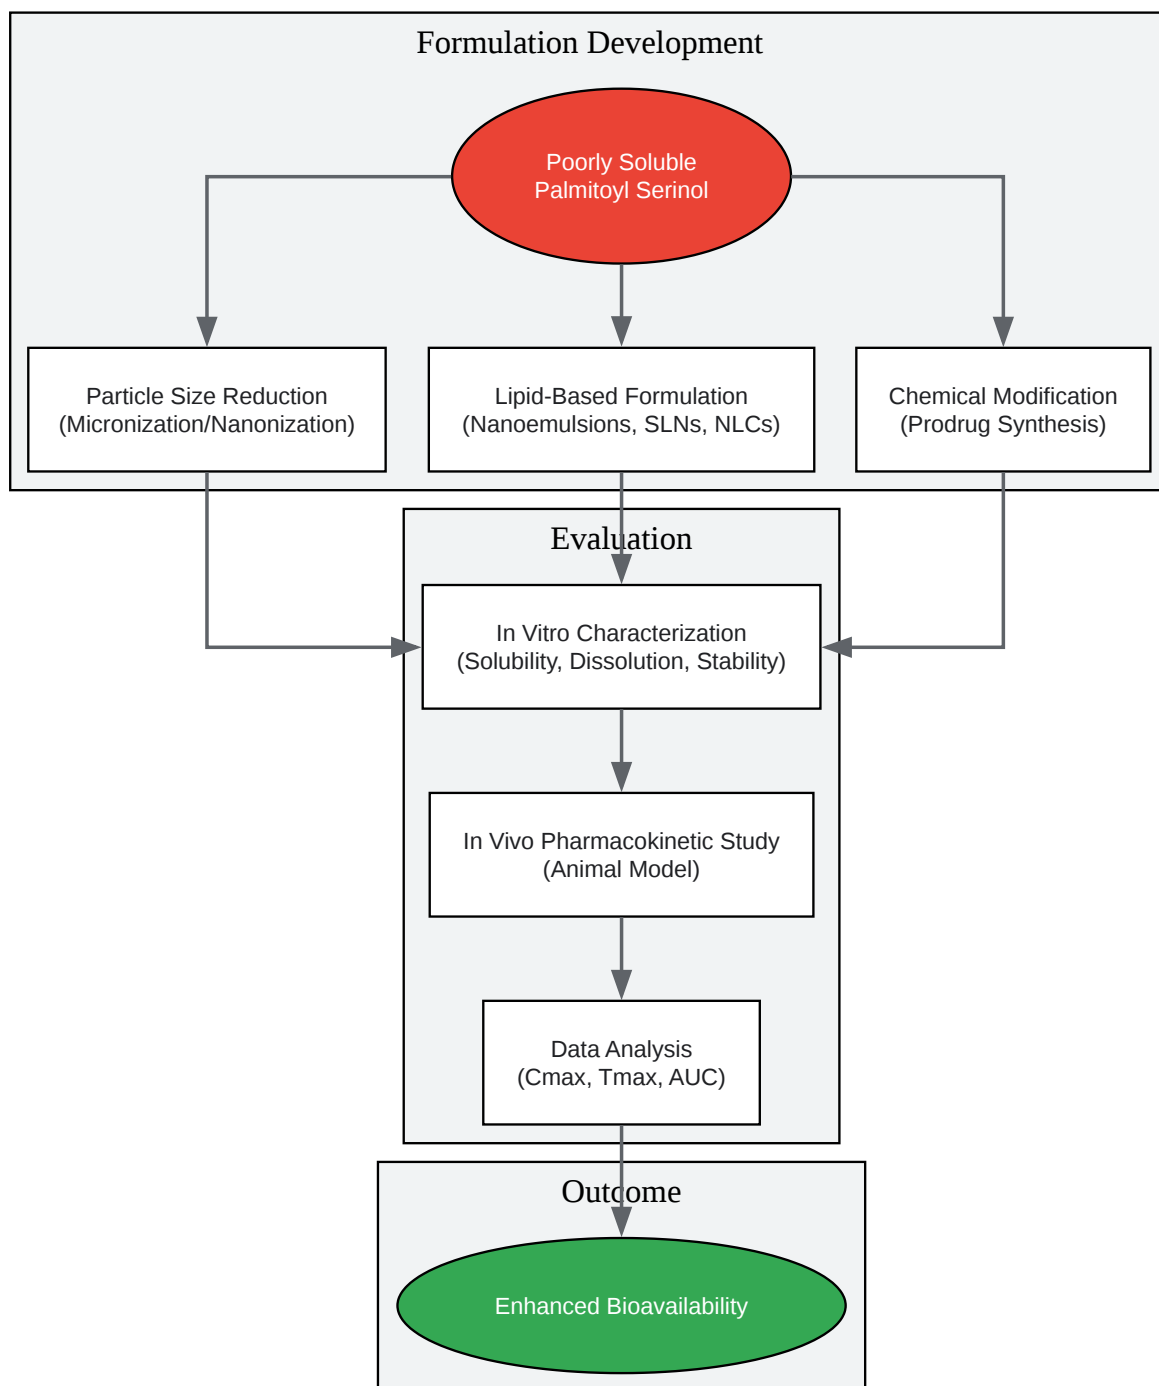 Formulation Development
Poorly Soluble
Palmitoyl Serinol
Particle Size Reduction
(Micronization/Nanonization)
Lipid-Based Formulation
(Nanoemulsions, SLNs, NLCs)
Chemical Modification
(Prodrug Synthesis)
Evaluation
In Vitro Characterization
(Solubility, Dissolution, Stability)
In Vivo Pharmacokinetic Study
(Animal Model)
Data Analysis
(Cmax, Tmax, AUC)
Outcome
Enhanced Bioavailability